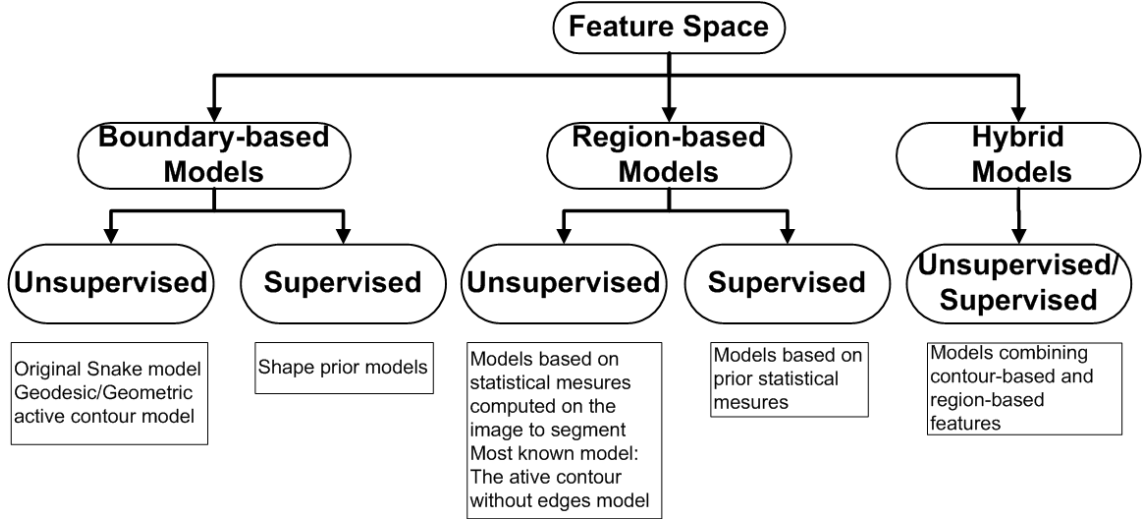 Feature Space
Boundary-based
Models
Region-based
Models
Hybrid
Models
Unsupervised
Supervised
Unsupervised
Supervised
Unsupervised/
Supervised
Original Snake model
Geodesic/Geometric
active contour model
Shape prior models
Models based on
statistical mesures
computed on the
image to segment
Most known model:
The ative contour
without edges model
Models based on
prior statistical
mesures
Models combining
contour-based and
region-based
features